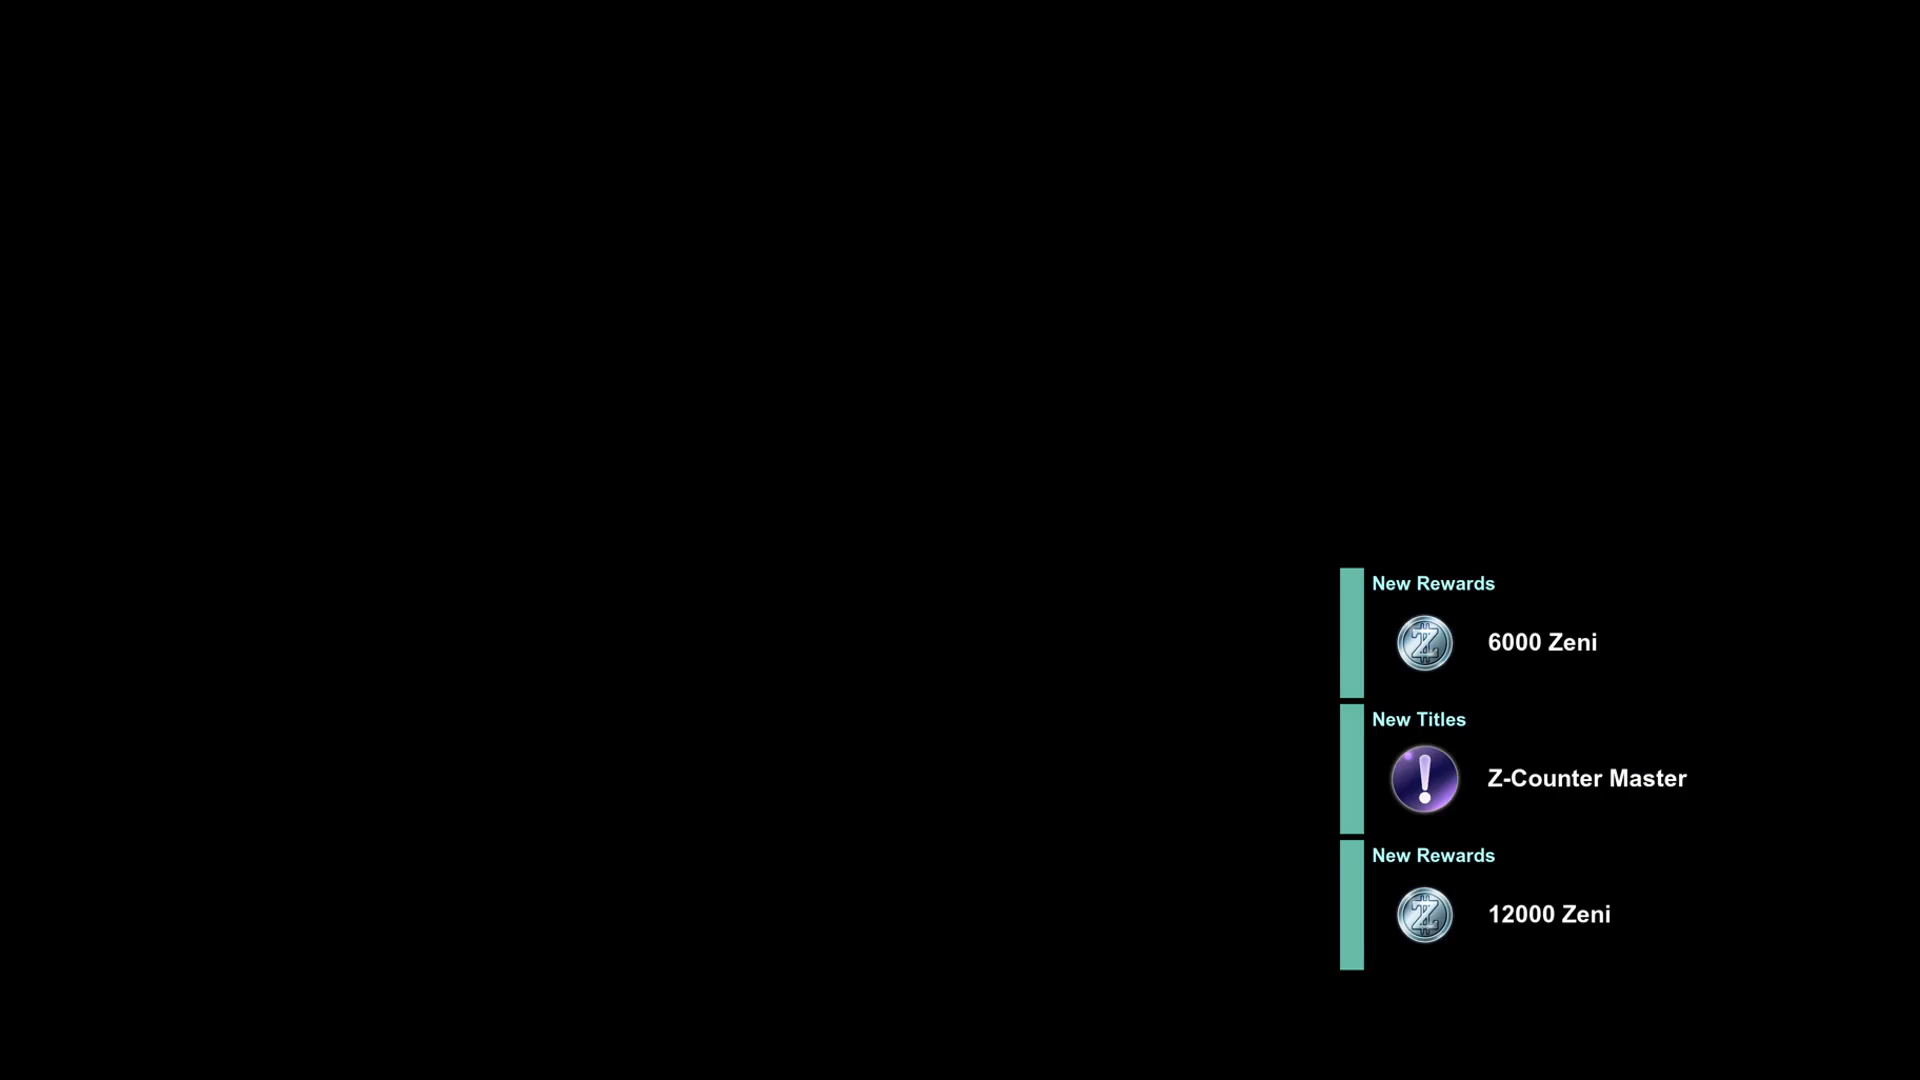 New Rewards
6000 Zeni
New Titles
Z-Counter Master
New Rewards
12000 Zeni